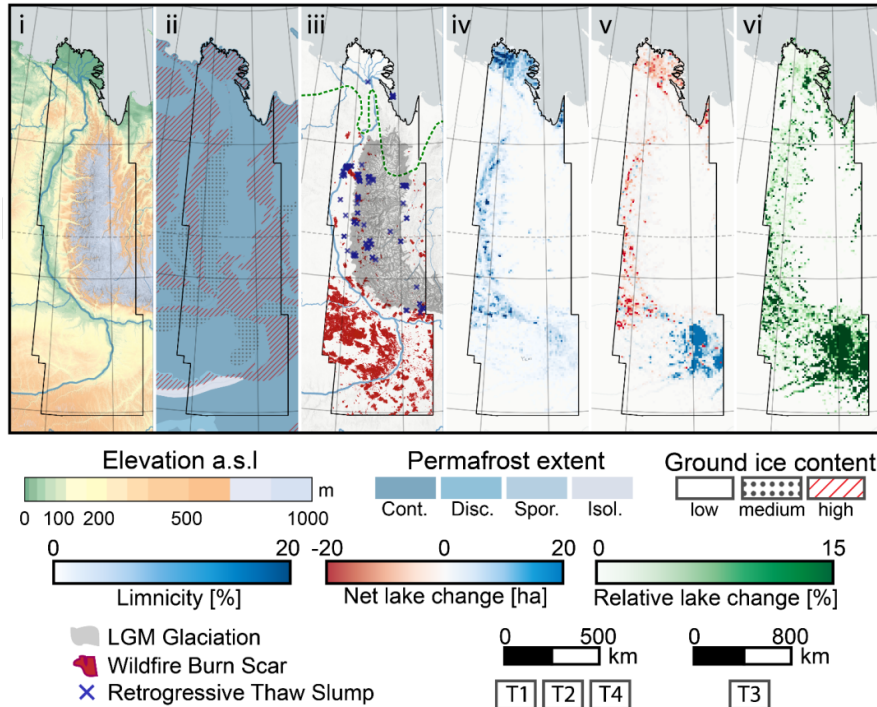 i ii iii iv v vi
Elevation a.s.l Permafrost extent Ground ice content
m
0 100 200 500 1000
Cont. Disc. Spor. Isol.
low medium high
0 20 -20 0 20 0 15
Limnicity [%] Net lake change [ha] Relative lake change [%]
LGM Glaciation
Wildfire Burn Scar
Retrogressive Thaw Slump
0 500 km
0 800 km
T1 T2 T4 T3